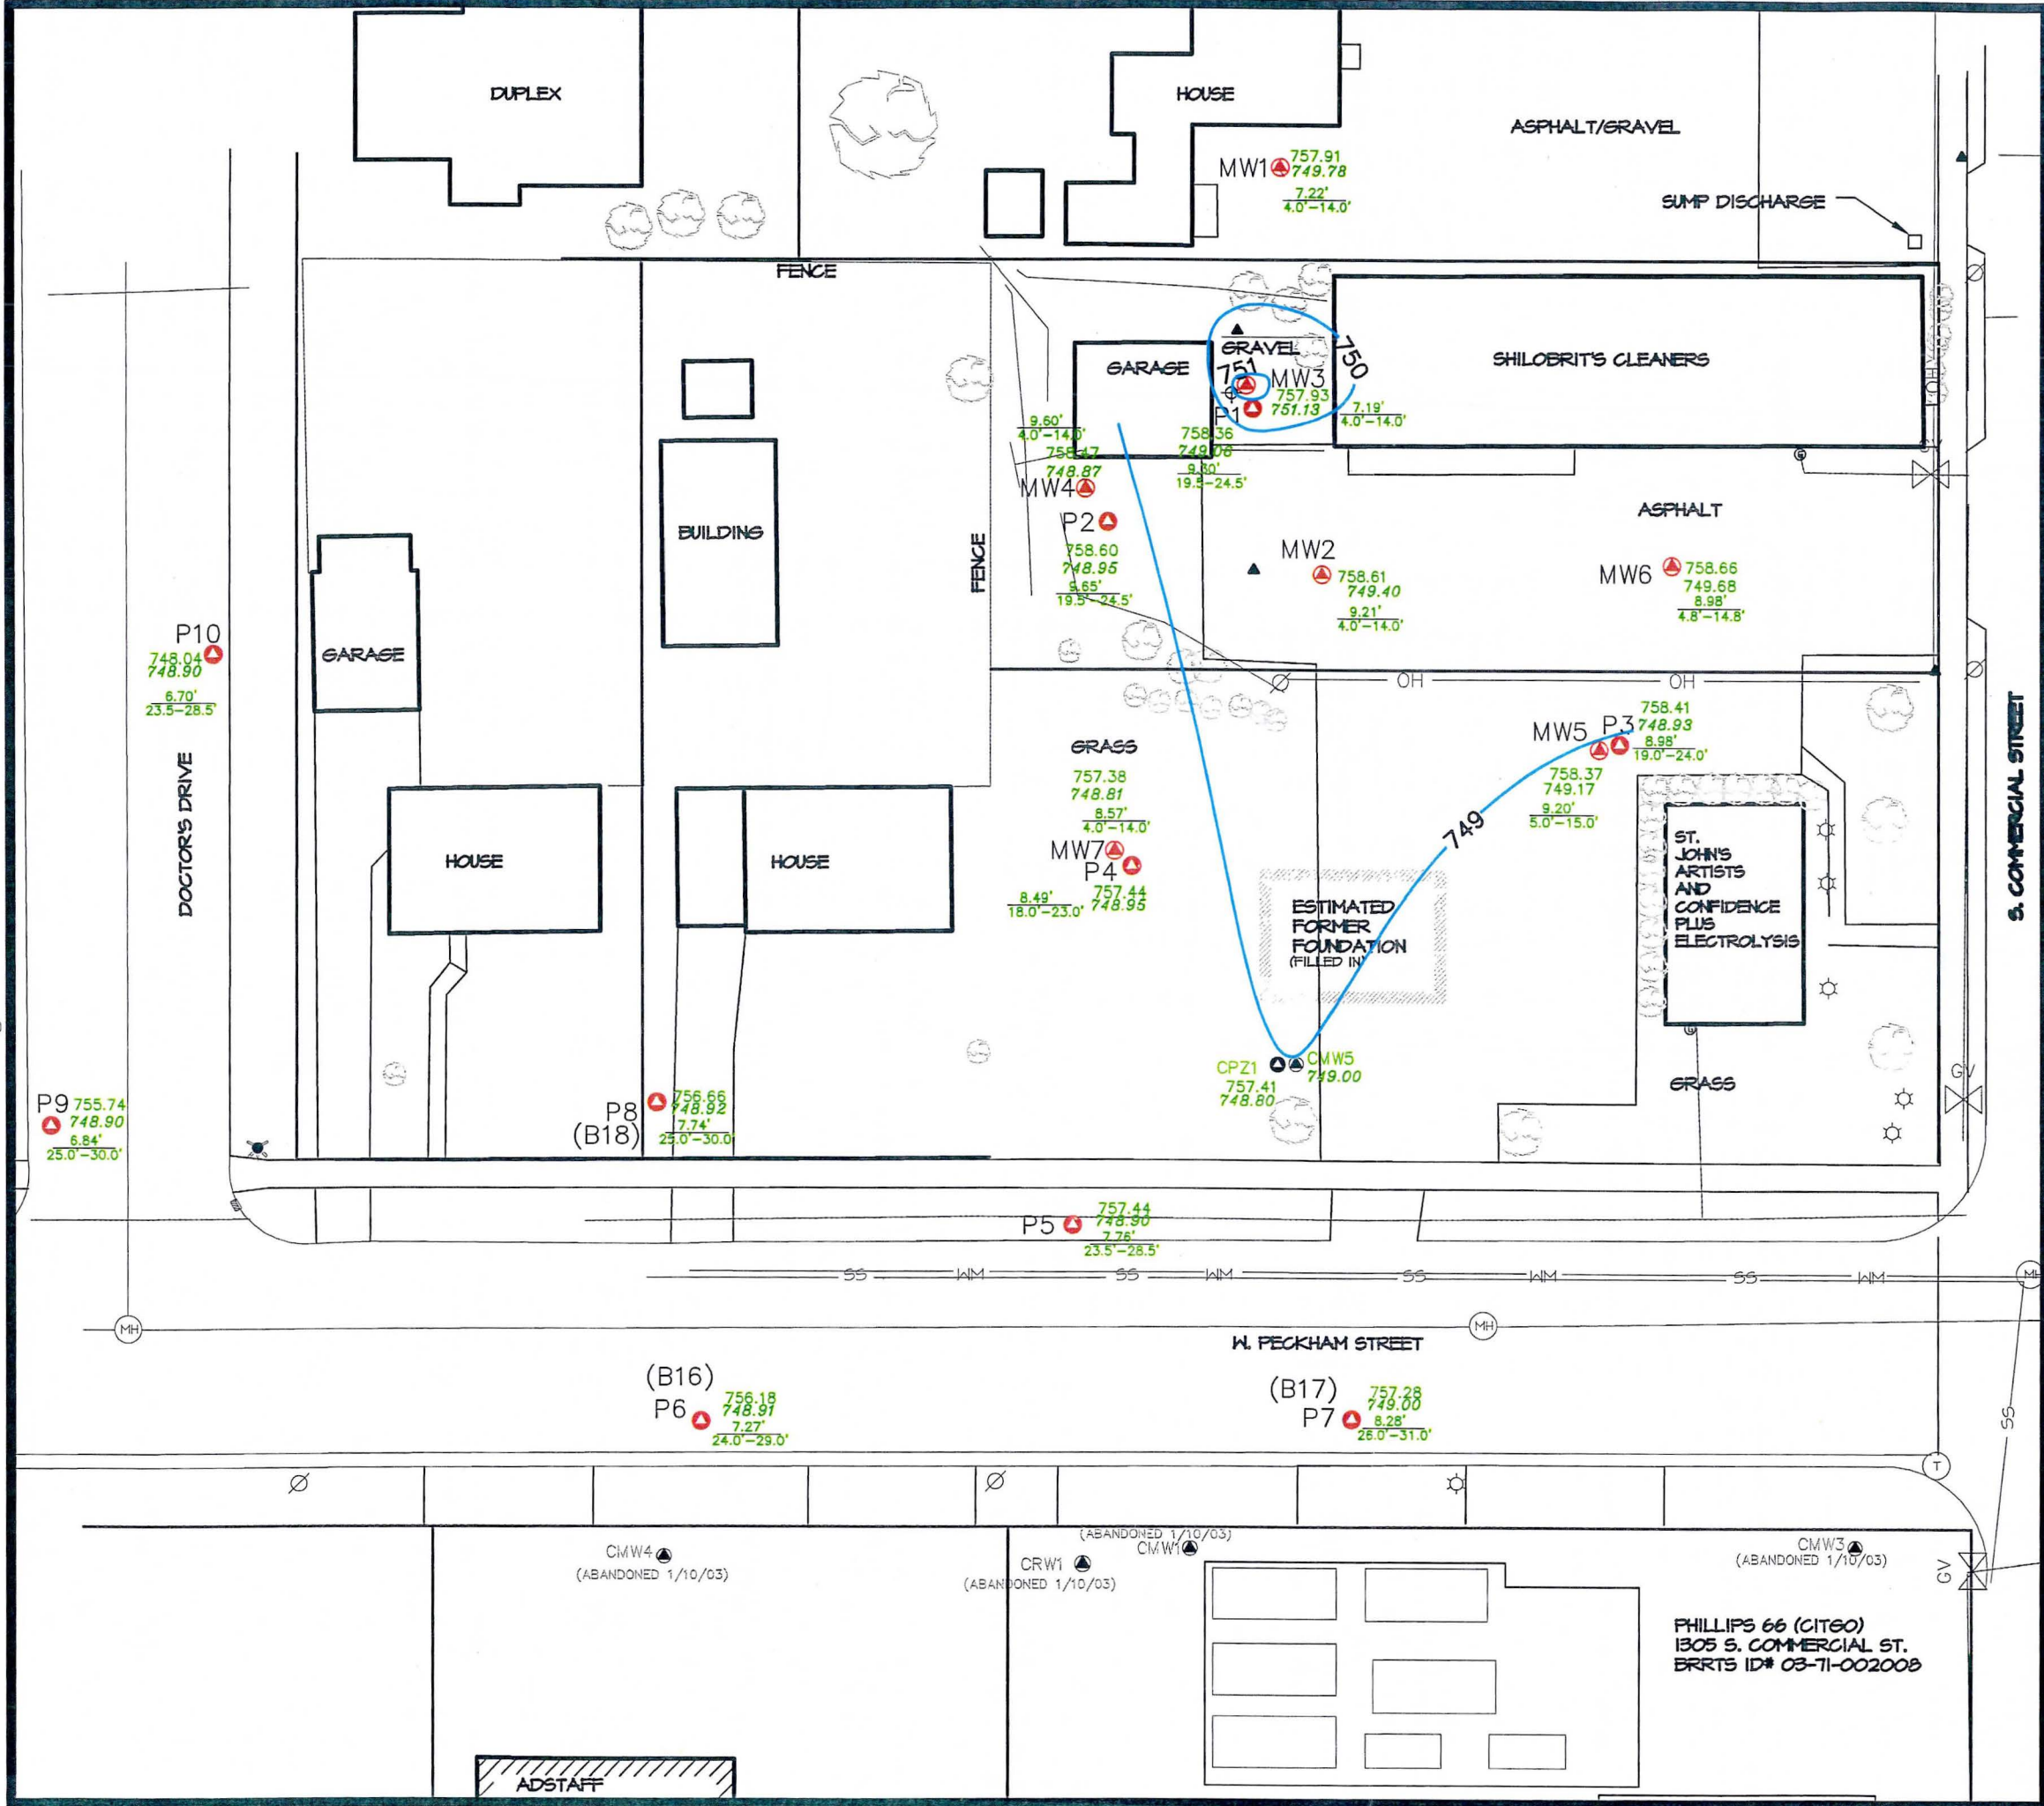 DUPLEX
HOUSE
ASPHALT/GRAVEL
MW1
757.91
749.78
7.22'
4.0'-14.0'
SUMP DISCHARGE
FENCE
GRAVEL
GARAGE
751
750
MW3
757.93
751.13
P1
7.19'
4.0'-14.0'
SHILOBRIT'S CLEANERS
OH
9.60'
4.0'-14.0'
758.47
748.87
MW4
758.36
749.06
9.30'
19.5-24.5'
P2
758.60
748.95
9.65'
19.5-24.5'
FENCE
BUILDING
ASPHALT
MW2
758.61
749.40
9.21'
4.0'-14.0'
MW6
758.66
749.68
8.98'
4.8'-14.8'
P10
748.04
748.90
6.70'
23.5-28.5'
GARAGE
OH
OH
DOCTORS DRIVE
S. COMMERCIAL STREET
GRASS
757.38
748.81
8.57'
4.0'-14.0'
MW7
P4
757.44
748.95
8.49'
18.0'-23.0'
MW5
P3
758.41
748.93
8.98'
19.0'-24.0'
758.37
749.17
9.20'
5.0'-15.0'
749
HOUSE
HOUSE
ESTIMATED
FORMER
FOUNDATION
(FILLED IN)
ST.
JOHN'S
ARTISTS
AND
CONFIDENCE
PLUS
ELECTROLYSIS
CPZ1
757.41
748.80
CMW5
749.00
GRASS
GV
P9
755.74
748.90
6.84'
25.0'-30.0'
P8
(B18)
756.66
748.92
7.74'
25.0'-30.0'
P5
757.44
748.90
7.76'
23.5'-28.5'
SS WM SS WM SS WM SS WM
MH
MH
MH
W. PECKHAM STREET
(B16)
P6
756.18
748.91
7.27'
24.0'-29.0'
(B17)
P7
757.28
749.00
8.28'
26.0'-31.0'
SS
T
CMW4
(ABANDONED 1/10/03)
CRW1
(ABANDONED 1/10/03)
(ABANDONED 1/10/03)
CMW1
CMW3
(ABANDONED 1/10/03)
GV
PHILLIPS 66 (CITGO)
1305 S. COMMERCIAL ST.
BRRTS ID# 03-71-002008
ADSTAFF